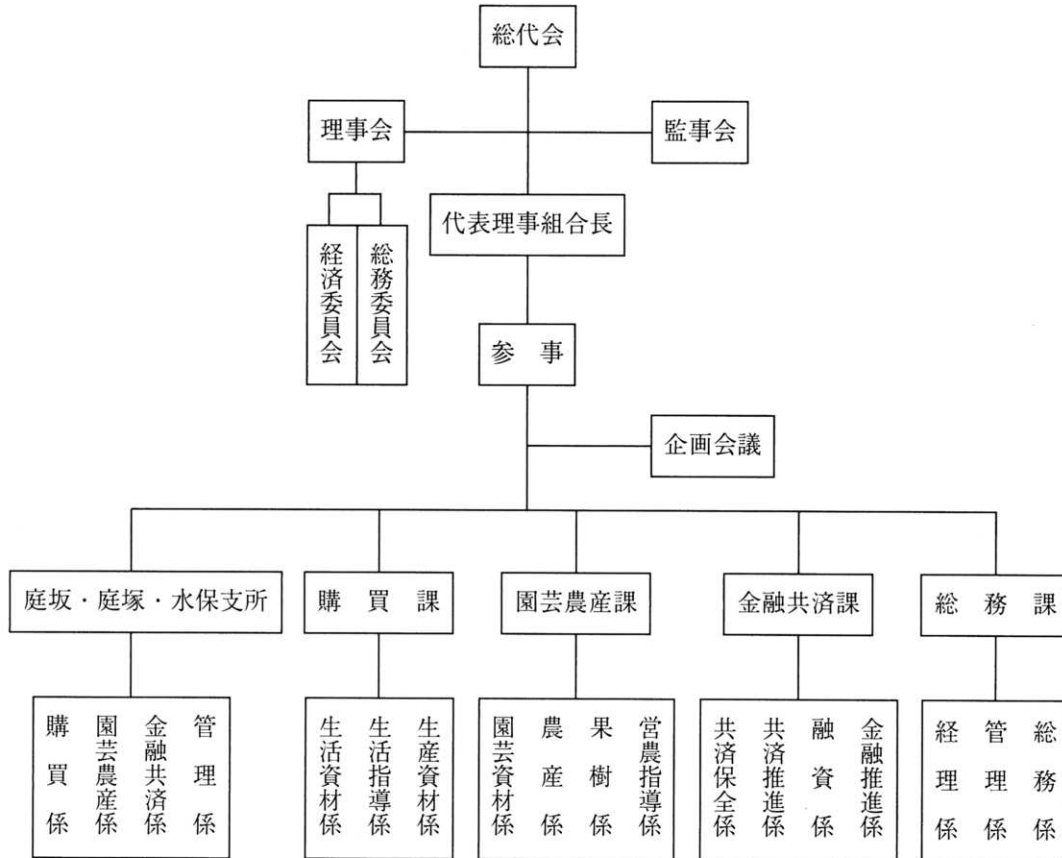 総代会
理事会
監事会
代表理事組合長
総務委員会
経済委員会
参事
企画会議
庭坂・庭塚・水保支所
購買課
園芸農産課
金融共済課
総務課
管理係
金融共済係
園芸農産係
購買係
生産資材係
生活指導係
生活資材係
営農指導係
果樹係
農産係
園芸資材係
金融推進係
融資係
共済推進係
共済保全係
総務係
管理係
経理係